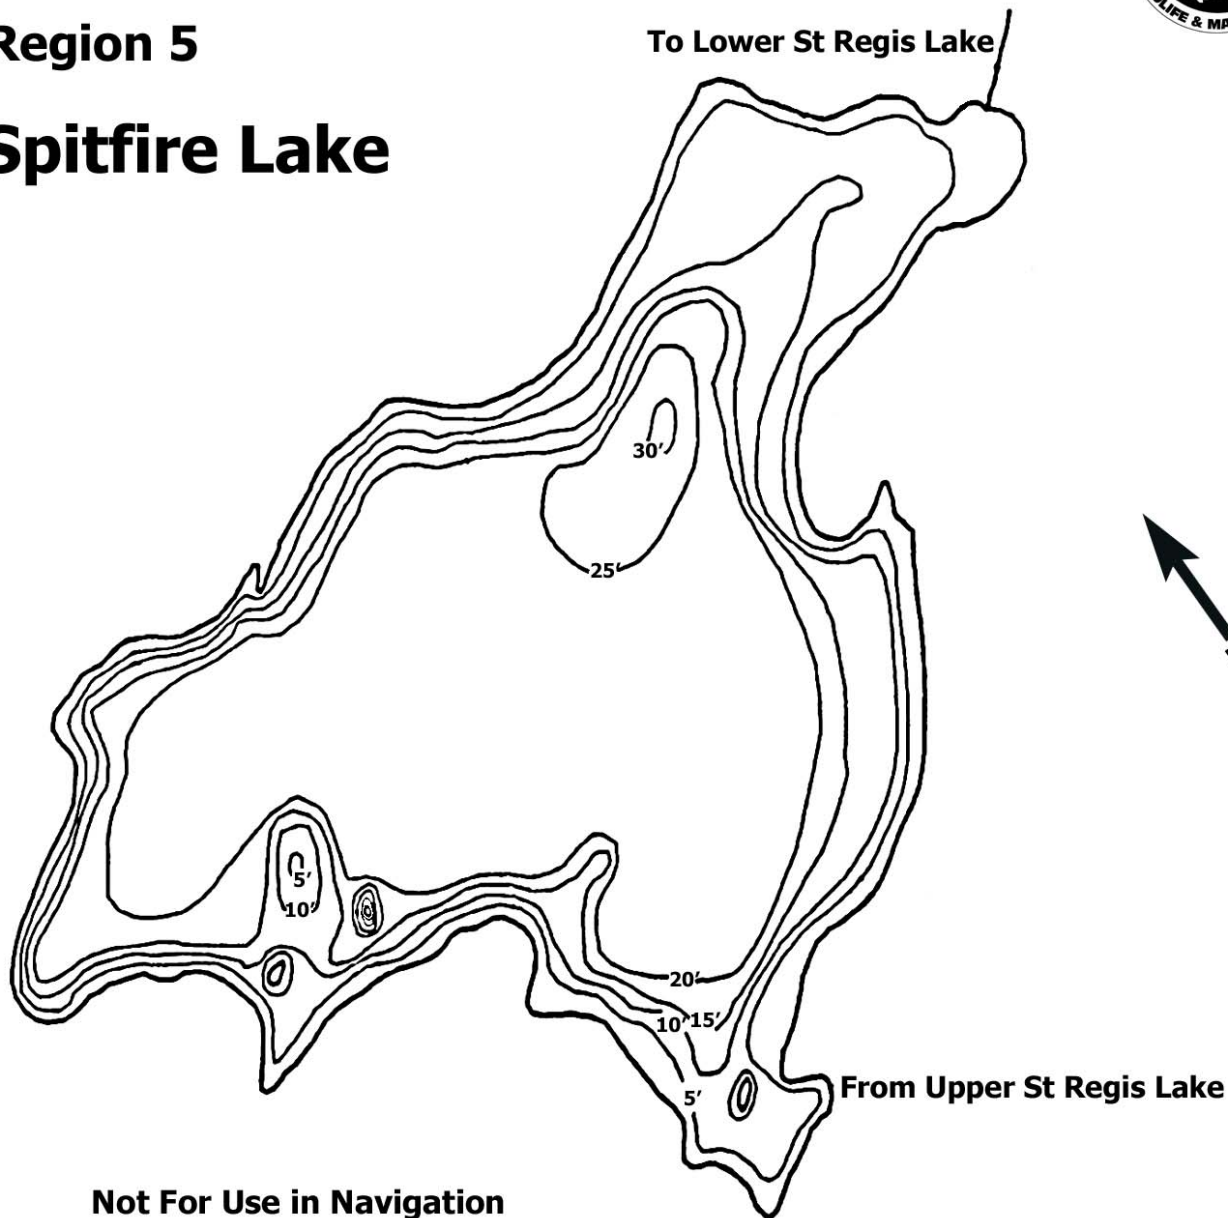 Region 5
To Lower St Regis Lake
Spitfire Lake
30'
25'
5'
10'
20'
10' 15'
5'
From Upper St Regis Lake
Not For Use in Navigation